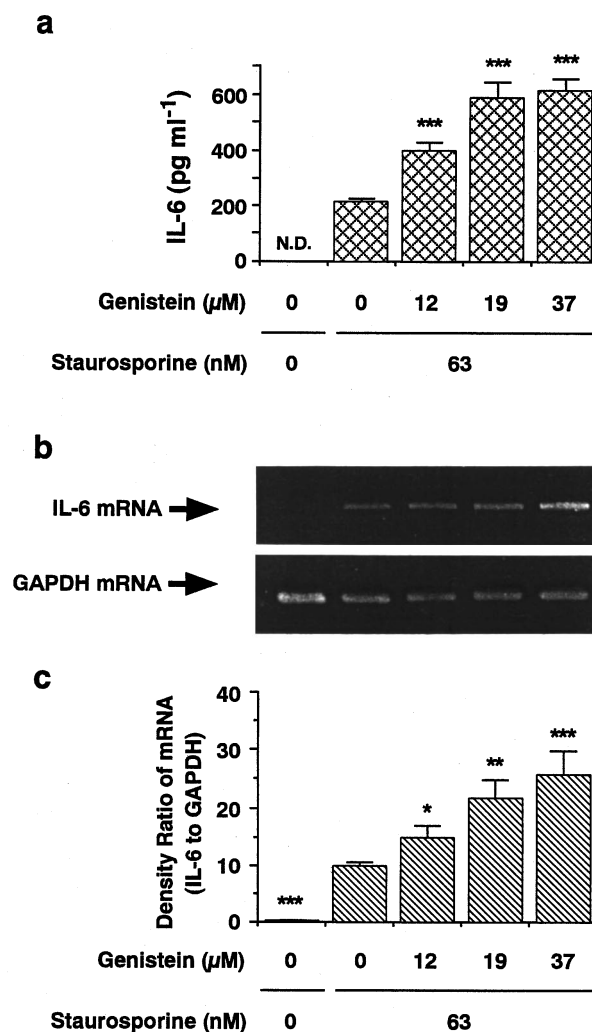 a
IL-6 (pg ml-1)
600
400
200
0
***
***
***
N.D.
Genistein (µM) 0 0 12 19 37
Staurosporine (nM) 0 63
b
IL-6 mRNA
GAPDH mRNA
c
Density Ratio of mRNA
(IL-6 to GAPDH)
40
30
20
10
0
***
*
**
***
Genistein (µM) 0 0 12 19 37
Staurosporine (nM) 0 63